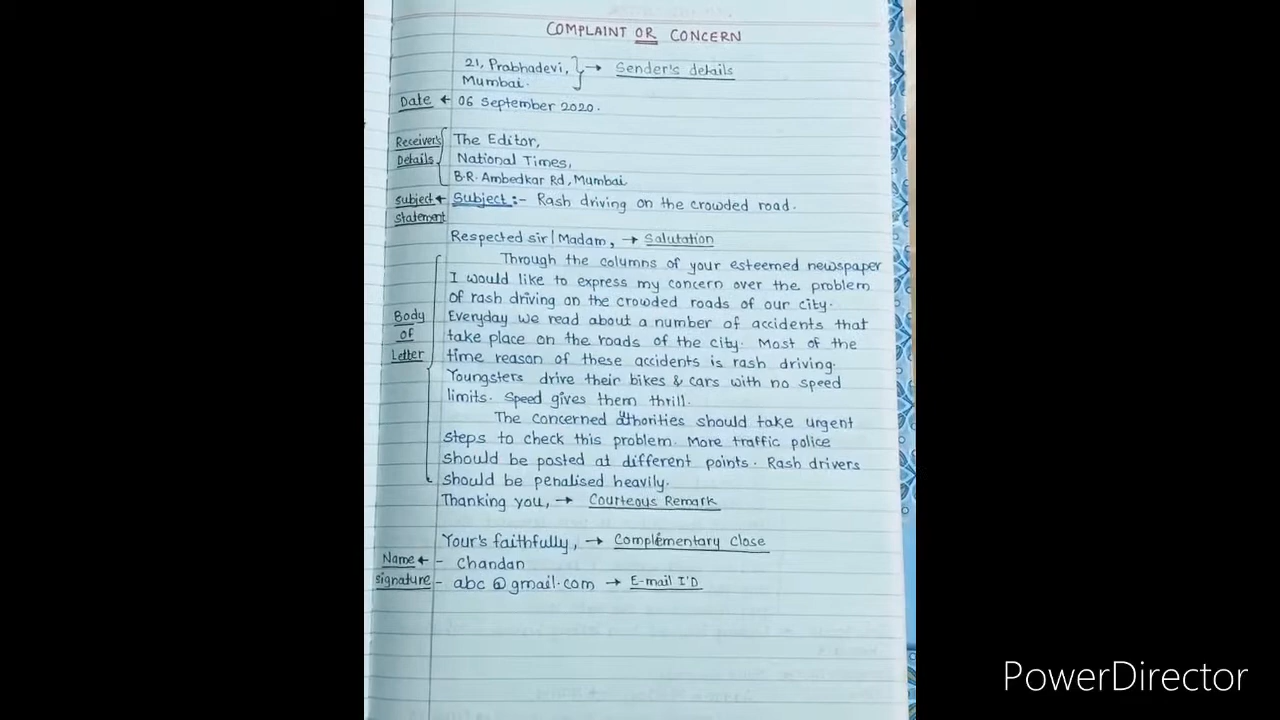 COMPLAINT OR CONCERN
21, Prabhadevi, → Sender's details
Mumbai.
Date ← 06 September 2020.
Receiver's The Editor,
Details National Times,
B.R. Ambedkar Rd, Mumbai
Subject ← Subject :- Rash driving on the crowded road.
Statement
Respected sir / Madam, → Salutation
Through the columns of your esteemed newspaper
I would like to express my concern over the problem
of rash driving on the crowded roads of our city.
Body Everyday we read about a number of accidents that
of take place on the roads of the city. Most of the
Letter time reason of these accidents is rash driving.
Youngsters drive their bikes & cars with no speed
limits. Speed gives them thrill.
The concerned authorities should take urgent
steps to check this problem. More traffic police
should be posted at different points. Rash drivers
should be penalised heavily.
Thanking you, → Courteous Remark
Your's faithfully, → Complementary close
Name ← - Chandan
signature - abc@gmail.com → E-mail I'D
PowerDirector